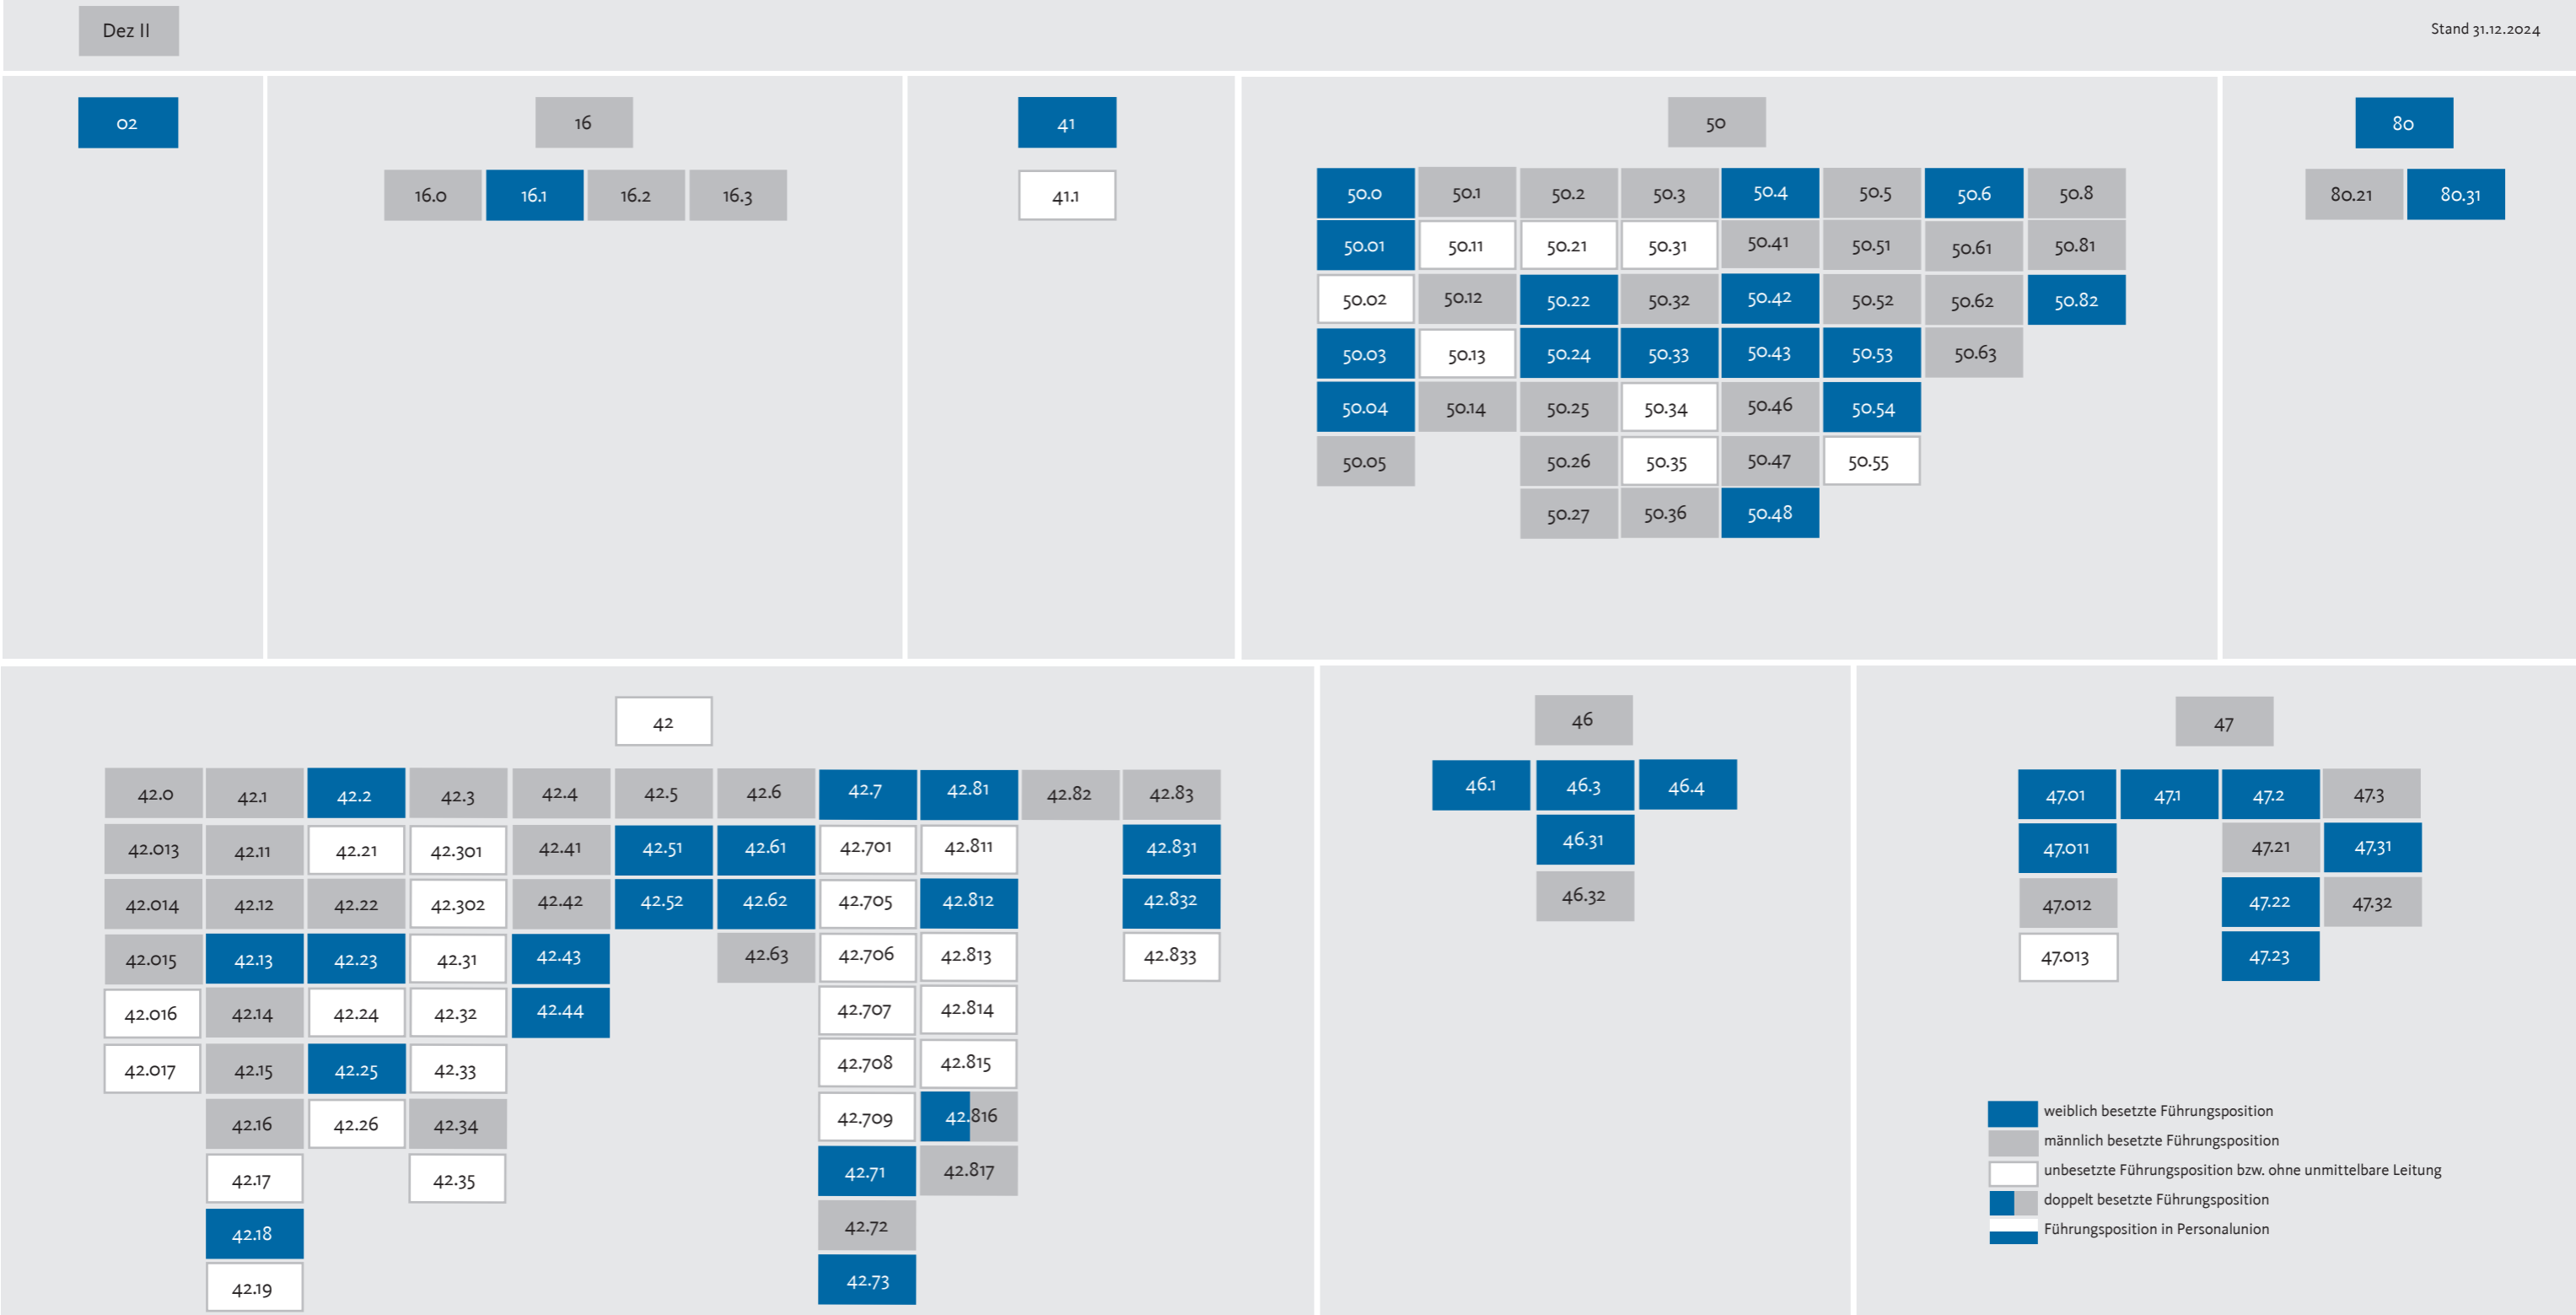 Dez II
Stand 31.12.2024
02
16
16.0 16.1 16.2 16.3
41
41.1
50
50.0 50.1 50.2 50.3 50.4 50.5 50.6 50.8
50.01 50.11 50.21 50.31 50.41 50.51 50.61 50.81
50.02 50.12 50.22 50.32 50.42 50.52 50.62 50.82
50.03 50.13 50.24 50.33 50.43 50.53 50.63
50.04 50.14 50.25 50.34 50.46 50.54
50.05 50.26 50.35 50.47 50.55
50.27 50.36 50.48
80
80.21 80.31
42
42.0 42.1 42.2 42.3 42.4 42.5 42.6 42.7 42.81 42.82 42.83
42.013 42.11 42.21 42.301 42.41 42.51 42.61 42.701 42.811 42.831
42.014 42.12 42.22 42.302 42.42 42.52 42.62 42.705 42.812 42.832
42.015 42.13 42.23 42.31 42.43 42.63 42.706 42.813 42.833
42.016 42.14 42.24 42.32 42.44 42.707 42.814
42.017 42.15 42.25 42.33 42.708 42.815
42.16 42.26 42.34 42.709 42.816
42.17 42.35 42.71 42.817
42.18 42.72
42.19 42.73
46
46.1 46.3 46.4
46.31
46.32
47
47.01 47.1 47.2 47.3
47.011 47.21 47.31
47.012 47.22 47.32
47.013 47.23
weiblich besetzte Führungsposition
männlich besetzte Führungsposition
unbesetzte Führungsposition bzw. ohne unmittelbare Leitung
doppelt besetzte Führungsposition
Führungsposition in Personalunion